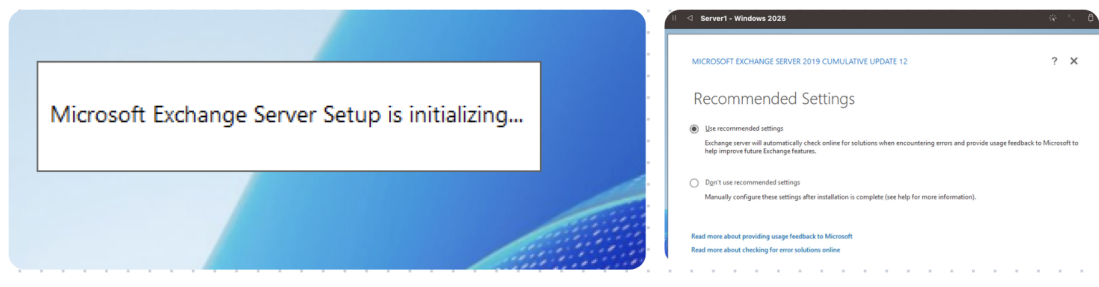 Microsoft Exchange Server Setup is initializing...
Server1 - Windows 2025
MICROSOFT EXCHANGE SERVER 2019 CUMULATIVE UPDATE 12
?
Recommended Settings
Use recommended settings
Exchange server will automatically check online for solutions when encountering errors and provide usage feedback to Microsoft to
help improve future Exchange features.
Don't use recommended settings
Manually configure these settings after installation is complete (see help for more information).
Read more about providing usage feedback to Microsoft
Read more about checking for error solutions online